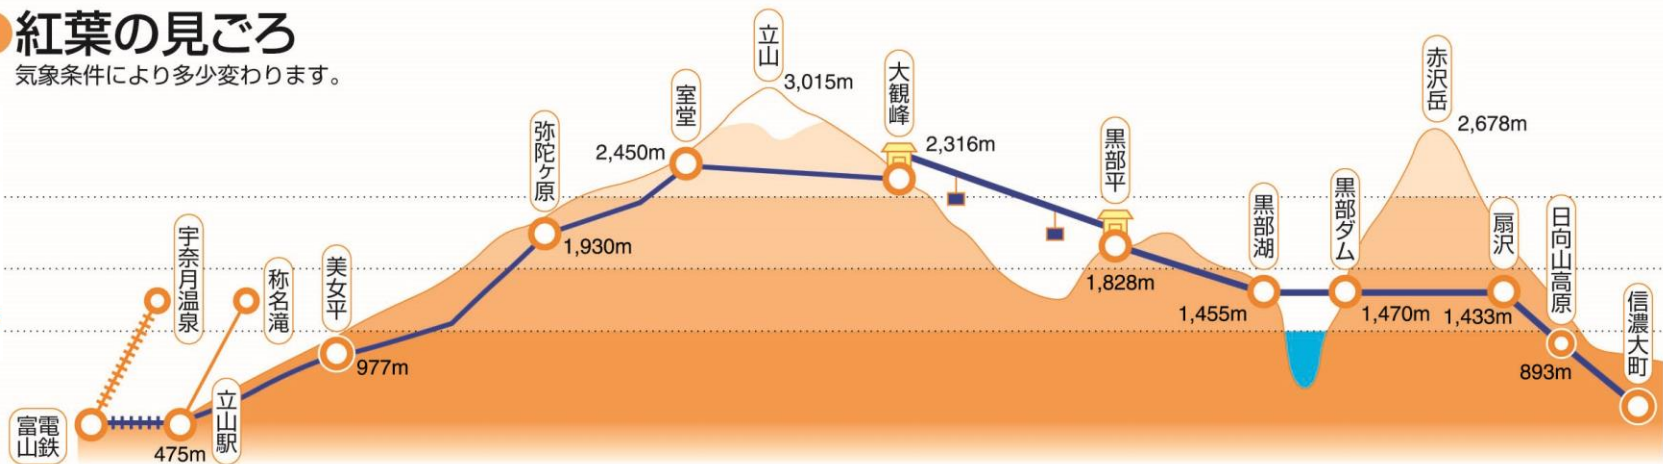 紅葉の見ごろ
気象条件により多少変わります。
立山
3,015m
室堂
2,450m
大観峰
2,316m
赤沢岳
2,678m
弥陀ヶ原
1,930m
黒部平
1,828m
黒部湖
1,455m
黒部ダム
1,470m
扇沢
1,433m
日向山高原
893m
信濃大町
宇奈月温泉
称名滝
美女平
977m
立山駅
475m
電鉄
富山